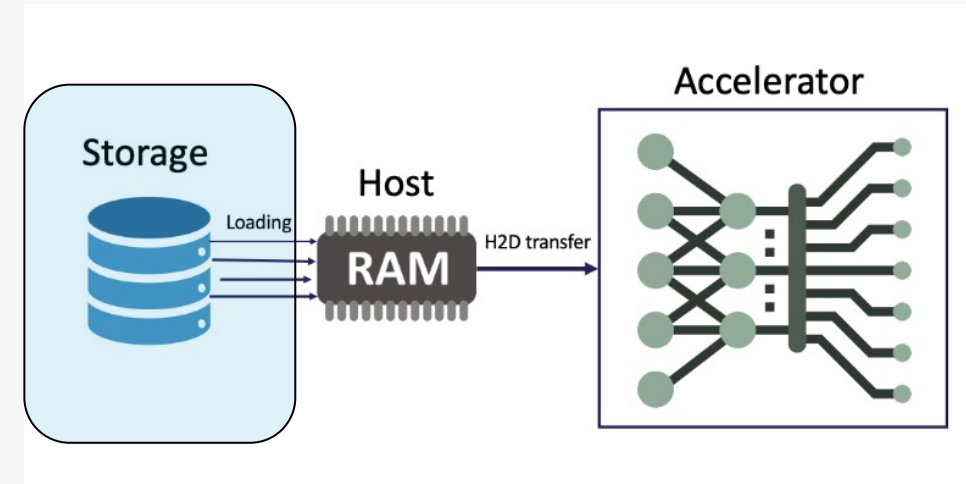 Storage
Loading
Host
RAM
H2D transfer
Accelerator